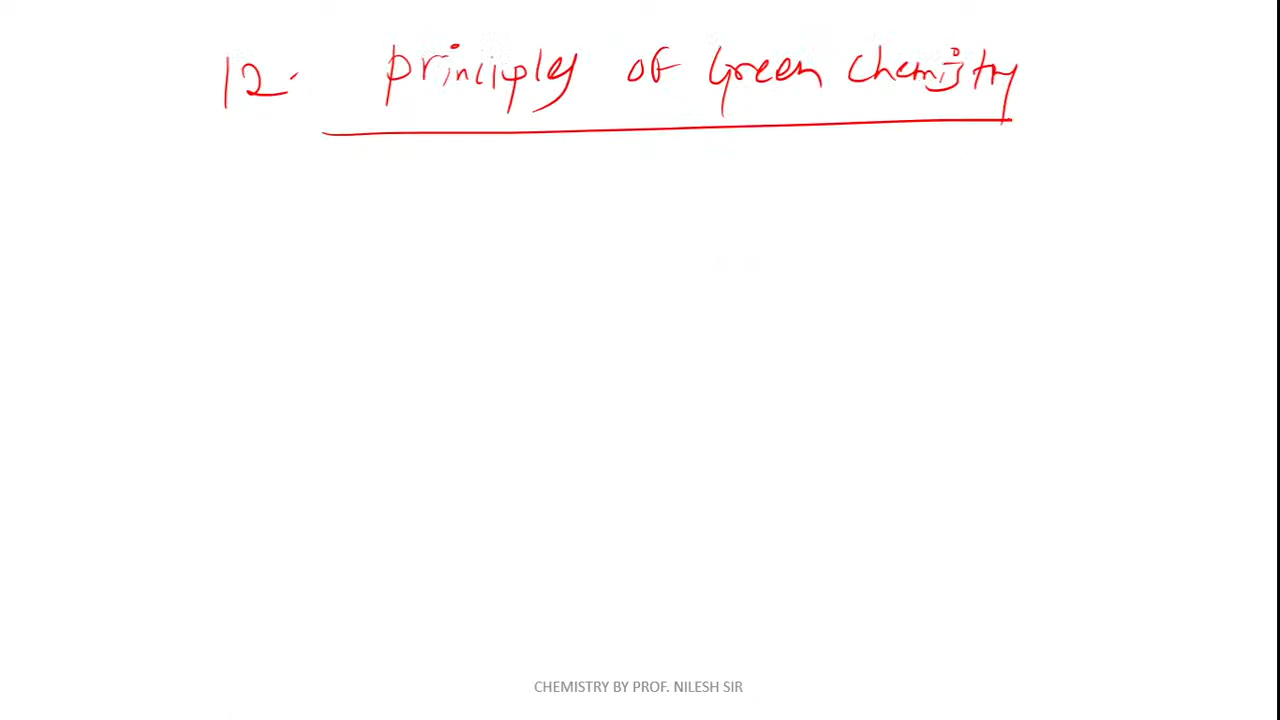 12. principles of Green chemistry
CHEMISTRY BY PROF. NILESH SIR